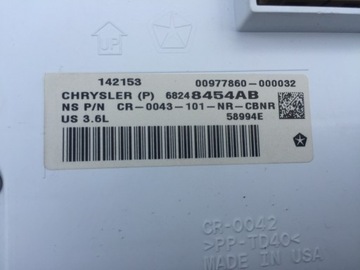 UP
142153 00977860-000032
CHRYSLER (P) 68248454AB
NS P/N CR-0043-101-NR-CBNR
US 3.6L 58994E
CR-0042
>PP-TD40<
MADE IN USA